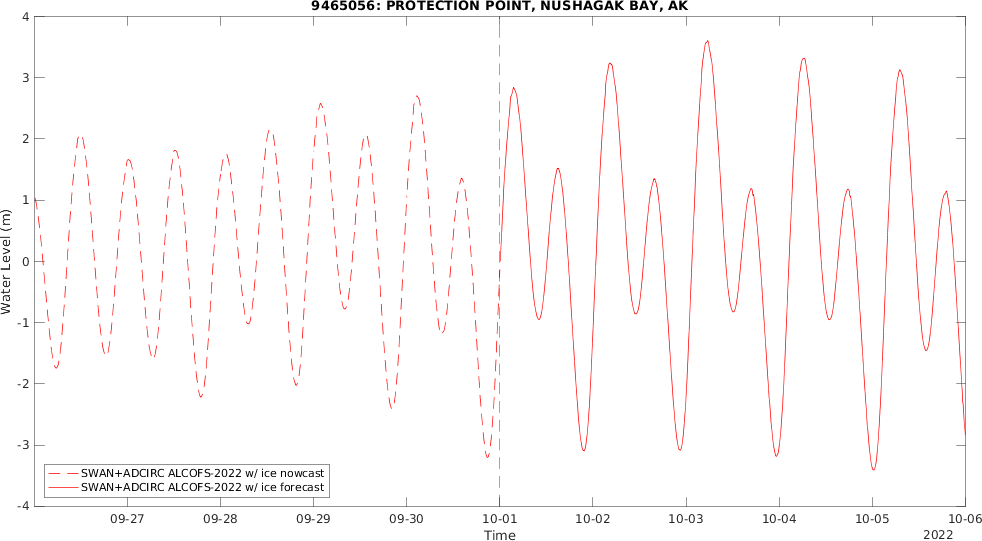 9465056: PROTECTION POINT, NUSHAGAK BAY, AK
Water Level (m)
4
3
2
1
0
-1
-2
-3
-4
SWAN+ADCIRC ALCOFS-2022 w/ ice nowcast
SWAN+ADCIRC ALCOFS-2022 w/ ice forecast
09-27 09-28 09-29 09-30 10-01 10-02 10-03 10-04 10-05 10-06
Time
2022